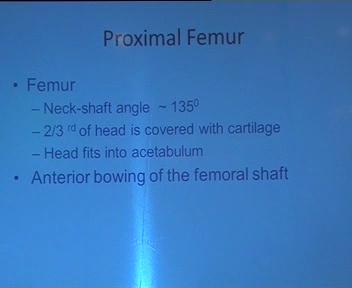 Proximal Femur
• Femur
– Neck-shaft angle ~ 135⁰
– 2/3 ʳᵈ of head is covered with cartilage
– Head fits into acetabulum
• Anterior bowing of the femoral shaft